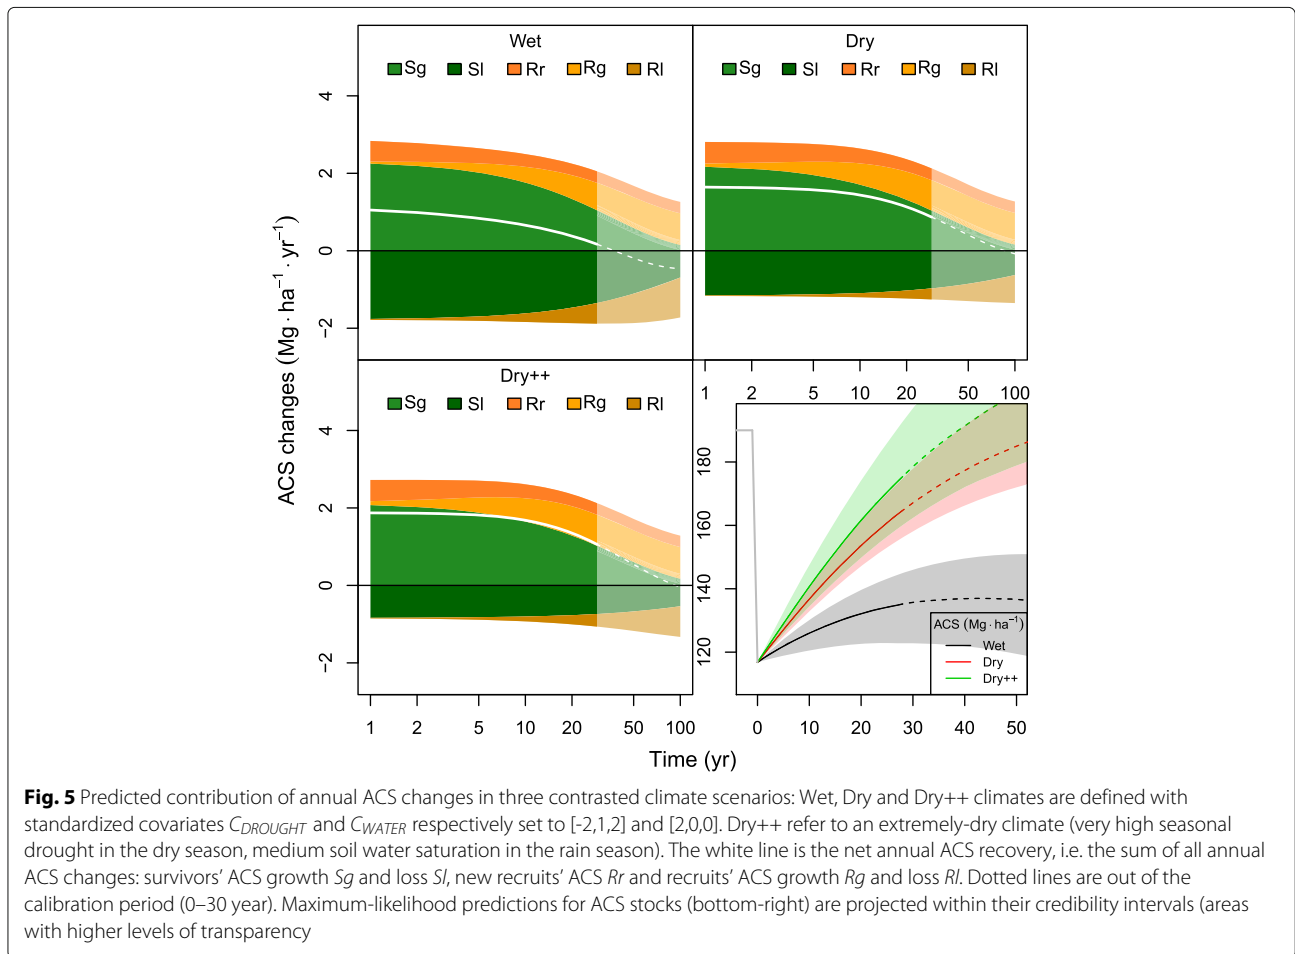 Wet
Sg Sl Rr Rg Rl
Dry
Sg Sl Rr Rg Rl
4
2
0
−2
ACS changes (Mg · ha−1 · yr−1)
Dry++
Sg Sl Rr Rg Rl
4
2
0
−2
1 2 5 10 20 50 100
1 2 5 10 20 50 100
180
160
140
120
ACS (Mg · ha−1)
Wet
Dry
Dry++
0 10 20 30 40 50
Time (yr)
Fig. 5 Predicted contribution of annual ACS changes in three contrasted climate scenarios: Wet, Dry and Dry++ climates are defined with
standardized covariates CDROUGHT and CWATER respectively set to [-2,1,2] and [2,0,0]. Dry++ refer to an extremely-dry climate (very high seasonal
drought in the dry season, medium soil water saturation in the rain season). The white line is the net annual ACS recovery, i.e. the sum of all annual
ACS changes: survivors’ ACS growth Sg and loss Sl, new recruits’ ACS Rr and recruits’ ACS growth Rg and loss Rl. Dotted lines are out of the
calibration period (0–30 year). Maximum-likelihood predictions for ACS stocks (bottom-right) are projected within their credibility intervals (areas
with higher levels of transparency